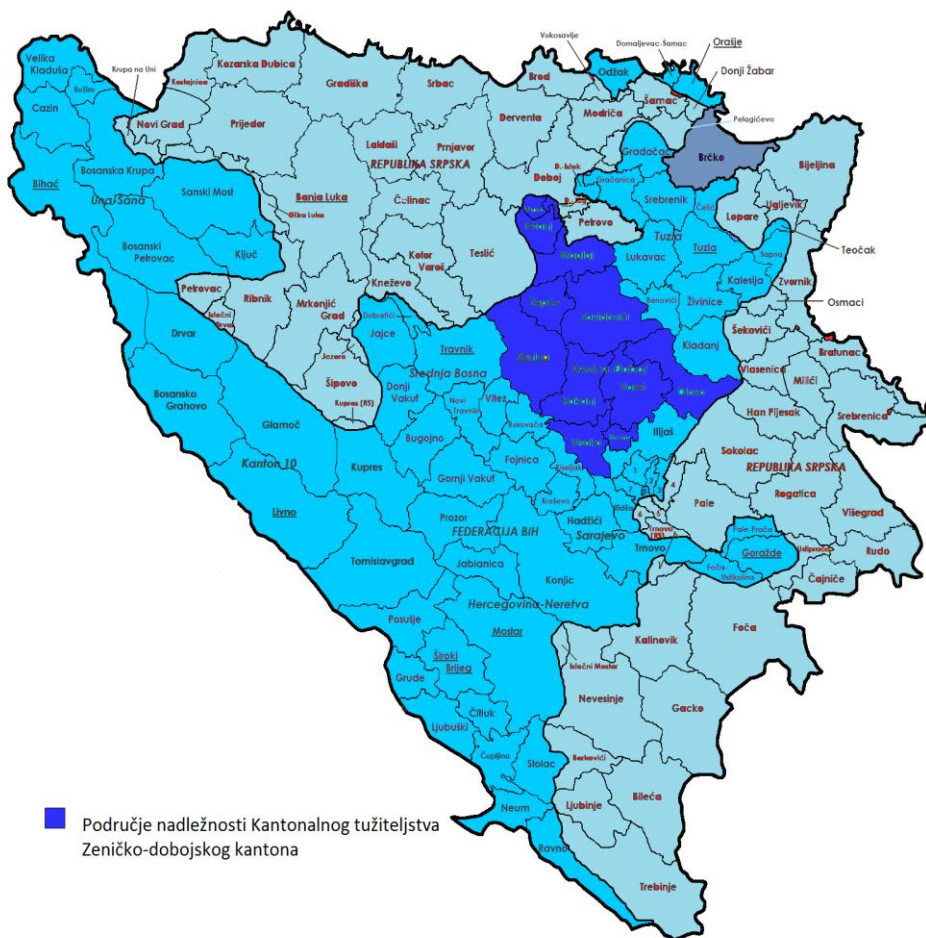 Vukosavlje
Domaljevac-Šamac
Orašje
Donji Žabar
Pelagićevo
Velika
Kladuša
Krupa na Uni
Kostajnica
Kozarska Dubica
Gradiška
Srbac
Brod
Odžak
Cazin
Novi Grad
Prijedor
Derventa
Modriča
Šamac
Laktaši
Prnjavor
REPUBLIKA SRPSKA
Doboj
Gradačac
Brčko
Bijeljina
Bihać
Bosanska Krupa
Una-Sana
Sanski Most
Banja Luka
Čelinac
Gračanica
Srebrenik
Čelić
Lopare
Ugljevik
Petrovo
Teočak
Bosanski
Petrovac
Ključ
Kotor
Varoš
Teslić
Tuzla
Tuzla
Lukavac
Sapna
Kalesija
Zvornik
Osmaci
Petrovac
Ribnik
Mrkonjić
Grad
Kneževo
Dobretići
Banovići
Živinice
Drvar
Jezero
Jajce
Travnik
Kladanj
Šekovići
Bratunac
Šipovo
Srednja Bosna
Vlasenica
Milići
Bosansko
Grahovo
Kupres (RS)
Donji
Vakuf
Novi
Travnik
Vitez
Han Pijesak
Srebrenica
Glamoč
Bugojno
Busovača
Ilijaš
Kanton 10
Kupres
Gornji Vakuf
Fojnica
Kiseljak
Sokolac
REPUBLIKA SRPSKA
Livno
Kreševo
Pale
Rogatica
Višegrad
Prozor
FEDERACIJA BIH
Hadžići
Sarajevo
Trnovo
(RS)
Trnovo
Pale-Prača
Goražde
Rudo
Tomislavgrad
Jablanica
Konjic
Foča-
Ustikolina
Čajniče
Hercegovina-Neretva
Posušje
Mostar
Kalinovik
Foča
Široki
Brijeg
Istočni Mostar
Grude
Nevesinje
Gacko
Ljubuški
Čitluk
Čapljina
Stolac
Berkovići
Bileća
Neum
Ljubinje
Ravno
Trebinje
Područje nadležnosti Kantonalnog tužiteljstva
Zeničko-dobojskog kantona